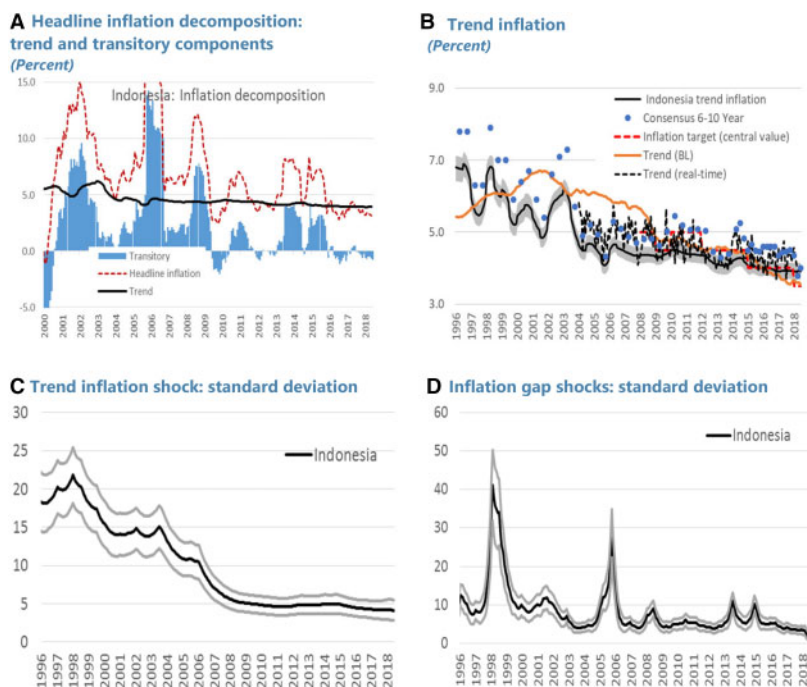 A Headline inflation decomposition:
trend and transitory components
(Percent)
Indonesia: Inflation decomposition
15.0
10.0
5.0
0.0
-5.0
Transitory
Headline inflation
Trend
2000 2001 2002 2003 2004 2005 2006 2007 2008 2009 2010 2011 2012 2013 2014 2015 2016 2017 2018
B Trend inflation
(Percent)
9.0
7.0
5.0
3.0
Indonesia trend inflation
Consensus 6-10 Year
Inflation target (central value)
Trend (BL)
Trend (real-time)
1996 1997 1998 1999 2000 2001 2002 2003 2004 2005 2006 2007 2008 2009 2010 2011 2012 2013 2014 2015 2016 2017 2018
C Trend inflation shock: standard deviation
30
25
20
15
10
5
0
Indonesia
1996 1997 1998 1999 2000 2001 2002 2003 2004 2005 2006 2007 2008 2009 2010 2011 2012 2013 2014 2015 2016 2017 2018
D Inflation gap shocks: standard deviation
60
50
40
30
20
10
0
Indonesia
1996 1997 1998 1999 2000 2001 2002 2003 2004 2005 2006 2007 2008 2009 2010 2011 2012 2013 2014 2015 2016 2017 2018